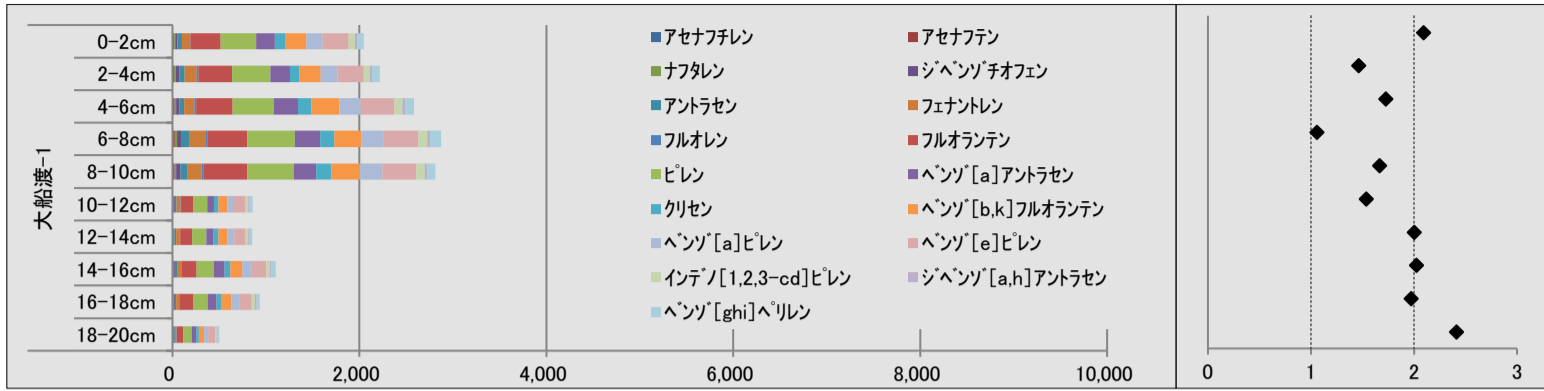 大船渡-1
0-2cm
2-4cm
4-6cm
6-8cm
8-10cm
10-12cm
12-14cm
14-16cm
16-18cm
18-20cm
アセナフチレン アセナフテン
ナフタレン ジベンゾチオフェン
アントラセン フェナントレン
フルオレン フルオランテン
ピレン ベンゾ[a]アントラセン
クリセン ベンゾ[b,k]フルオランテン
ベンゾ[a]ピレン ベンゾ[e]ピレン
インデノ[1,2,3-cd]ピレン ジベンゾ[a,h]アントラセン
ベンゾ[ghi]ペリレン
0 2,000 4,000 6,000 8,000 10,000
0 1 2 3